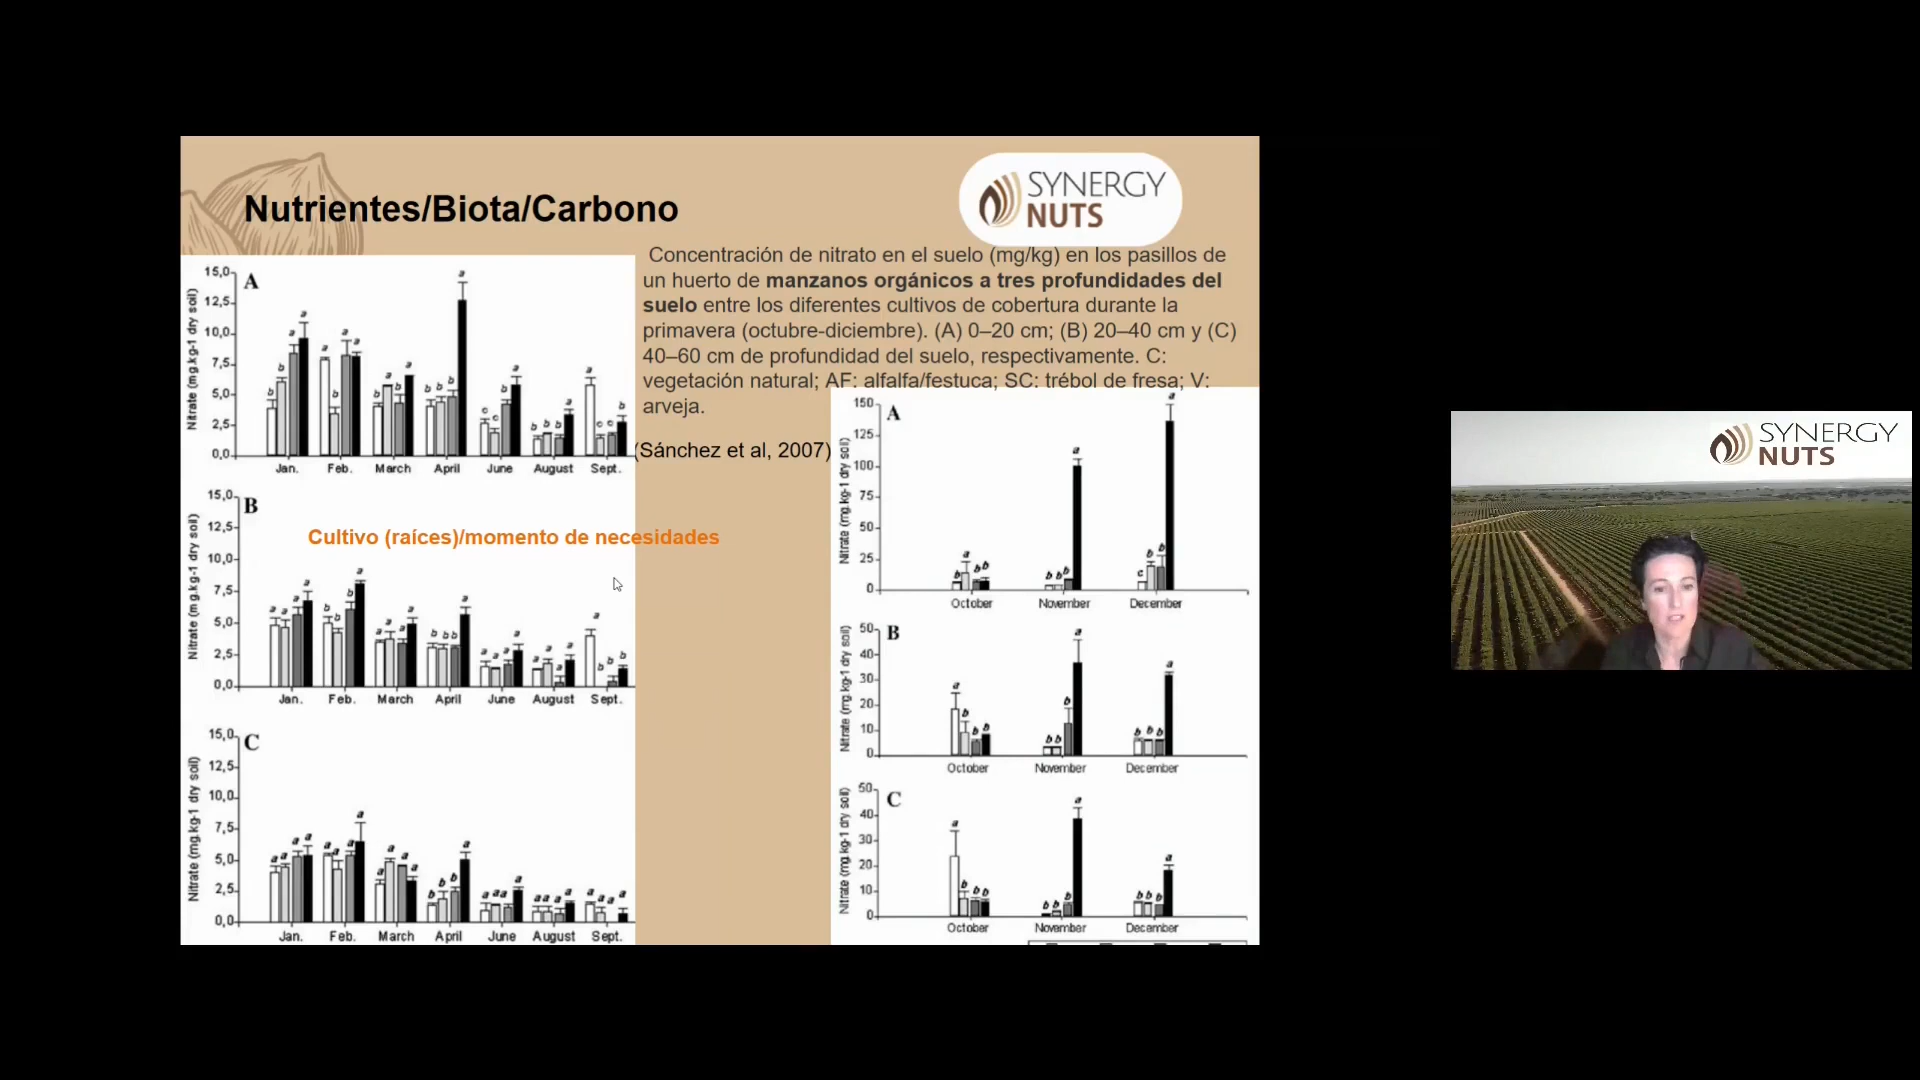 Nutrientes/Biota/Carbono
SYNERGY
NUTS
Concentración de nitrato en el suelo (mg/kg) en los pasillos de
un huerto de manzanos orgánicos a tres profundidades del
suelo entre los diferentes cultivos de cobertura durante la
primavera (octubre-diciembre). (A) 0–20 cm; (B) 20–40 cm y (C)
40–60 cm de profundidad del suelo, respectivamente. C:
vegetación natural; AF: alfalfa/festuca; SC: trébol de fresa; V:
arveja.
(Sánchez et al, 2007)
A
Nitrate (mg.kg-1 dry soil)
15,0
12,5
10,0
7,5
5,0
2,5
0,0
b b a a
a b a a
b a b a
b b b a
c c b a
b b b a
a c c b
Jan. Feb. March April June August Sept.
B
Nitrate (mg.kg-1 dry soil)
15,0
12,5
10,0
7,5
5,0
2,5
0,0
Cultivo (raíces)/momento de necesidades
a a a a
b b b a
a a a a
b b b a
a a a a
a a a a
a b b b
Jan. Feb. March April June August Sept.
C
Nitrate (mg.kg-1 dry soil)
15,0
12,5
10,0
7,5
5,0
2,5
0,0
a a a a
a a a a
a a a a
b b b a
a a a a
a a a a
a a a a
Jan. Feb. March April June August Sept.
A
Nitrate (mg.kg-1 dry soil)
150
125
100
75
50
25
0
b a b b
b b b a
c b b a
October November December
B
Nitrate (mg.kg-1 dry soil)
50
40
30
20
10
0
a b b b
b b b a
b b b a
October November December
C
Nitrate (mg.kg-1 dry soil)
50
40
30
20
10
0
a b b b
b b b a
b b b a
October November December
SYNERGY
NUTS